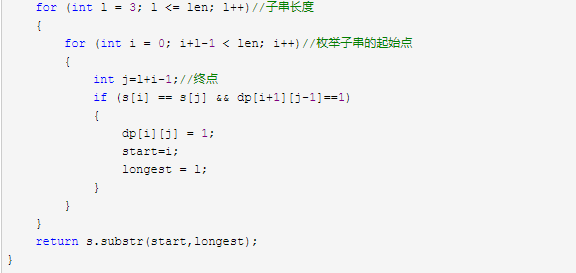 for (int l = 3; l <= len; l++)//子串长度
{
for (int i = 0; i+l-1 < len; i++)//枚举子串的起始点
{
int j=l+i-1;//终点
if (s[i] == s[j] && dp[i+1][j-1]==1)
{
dp[i][j] = 1;
start=i;
longest = l;
}
}
}
return s.substr(start,longest);
}